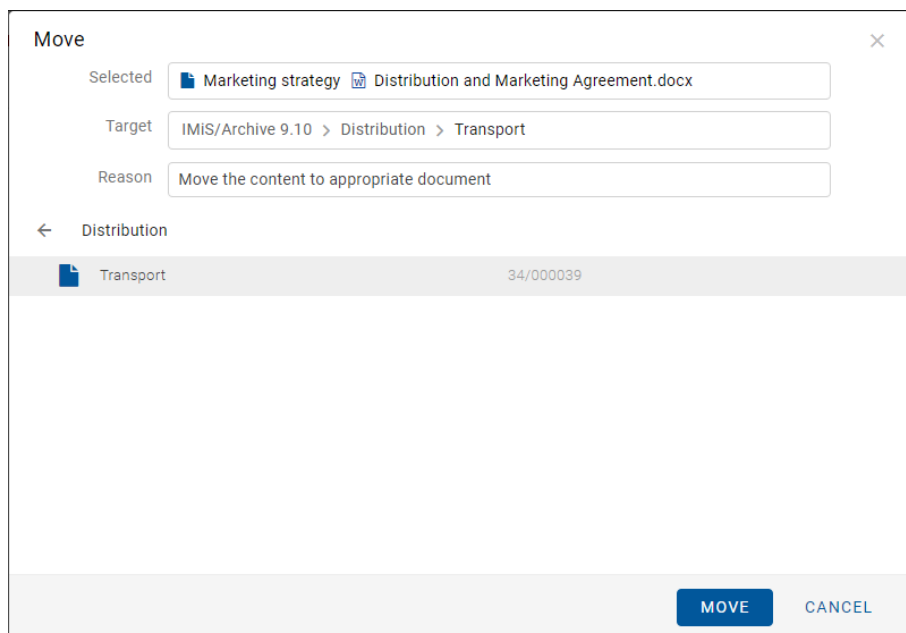 Move
Selected Marketing strategy Distribution and Marketing Agreement.docx
Target IMiS/Archive 9.10 > Distribution > Transport
Reason Move the content to appropriate document
Distribution
Transport 34/000039
MOVE CANCEL